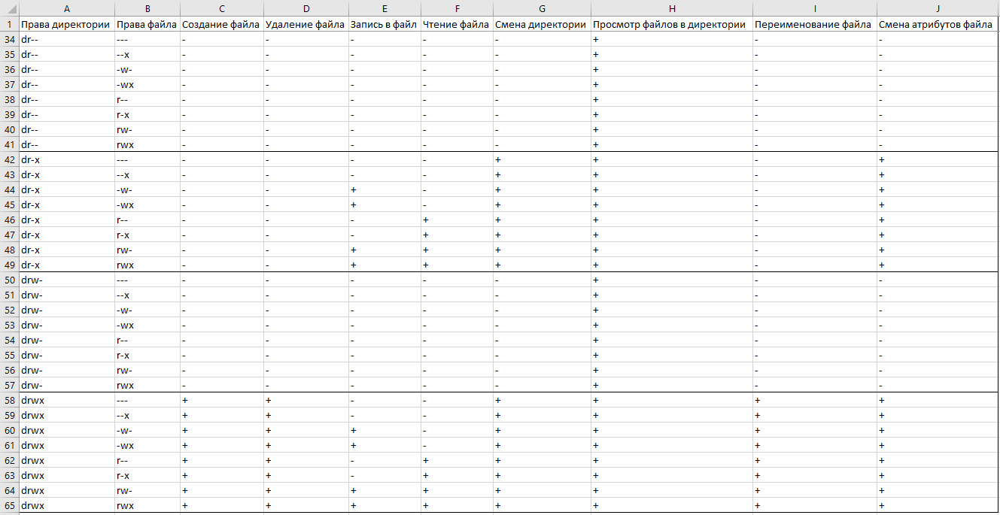 A B C D E F G H I J
1 Права директории Права файла Создание файла Удаление файла Запись в файл Чтение файла Смена директории Просмотр файлов в директории Переименование файла Смена атрибутов файла
34 dr-- --- - - - - - + - -
35 dr-- --x - - - - - + - -
36 dr-- -w- - - - - - + - -
37 dr-- -wx - - - - - + - -
38 dr-- r-- - - - - - + - -
39 dr-- r-x - - - - - + - -
40 dr-- rw- - - - - - + - -
41 dr-- rwx - - - - - + - -
42 dr-x --- - - - - + + - +
43 dr-x --x - - - - + + - +
44 dr-x -w- - - + - + + - +
45 dr-x -wx - - + - + + - +
46 dr-x r-- - - - + + + - +
47 dr-x r-x - - - + + + - +
48 dr-x rw- - - + + + + - +
49 dr-x rwx - - + + + + - +
50 drw- --- - - - - - + - -
51 drw- --x - - - - - + - -
52 drw- -w- - - - - - + - -
53 drw- -wx - - - - - + - -
54 drw- r-- - - - - - + - -
55 drw- r-x - - - - - + - -
56 drw- rw- - - - - - + - -
57 drw- rwx - - - - - + - -
58 drwx --- + + - - + + + +
59 drwx --x + + - - + + + +
60 drwx -w- + + + - + + + +
61 drwx -wx + + + - + + + +
62 drwx r-- + + - + + + + +
63 drwx r-x + + - + + + + +
64 drwx rw- + + + + + + + +
65 drwx rwx + + + + + + + +